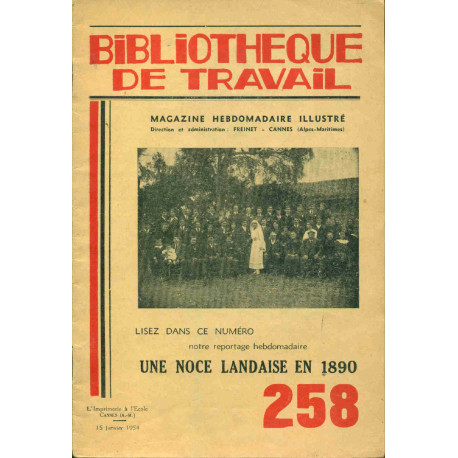 BiBLiOTHEQUE
DE TRAVAiL
MAGAZINE HEBDOMADAIRE ILLUSTRÉ
Direction et administration : FREINET - CANNES (Alpes-Maritimes)
LISEZ DANS CE NUMÉRO
notre reportage hebdomadaire
UNE NOCE LANDAISE EN 1890
L'Imprimerie à l'Ecole
CANNES (A.-M.)
15 Janvier 1954
258